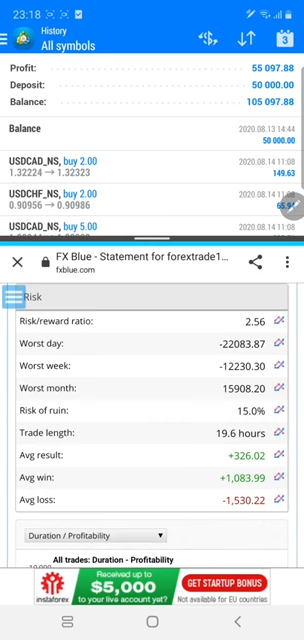 23:18
History
All symbols
3
Profit: 55 097.88
Deposit: 50 000.00
Balance: 105 097.88
Balance 2020.08.13 14:44
50 000.00
USDCAD_NS, buy 2.00 2020.08.14 11:08
1.32224 → 1.32323 149.63
USDCHF_NS, buy 2.00 2020.08.14 11:08
0.90956 → 0.90986 65.94
USDCAD_NS, buy 5.00 2020.08.14 11:08
FX Blue - Statement for forextrade1...
fxblue.com
Risk
Risk/reward ratio: 2.56
Worst day: -22083.87
Worst week: -12230.30
Worst month: 15908.20
Risk of ruin: 15.0%
Trade length: 19.6 hours
Avg result: +326.02
Avg win: +1,083.99
Avg loss: -1,530.22
Duration / Profitability
All trades: Duration - Profitability
instaforex
Received up to
$5,000
to your live account yet?
GET STARTUP BONUS
Not available for EU countries